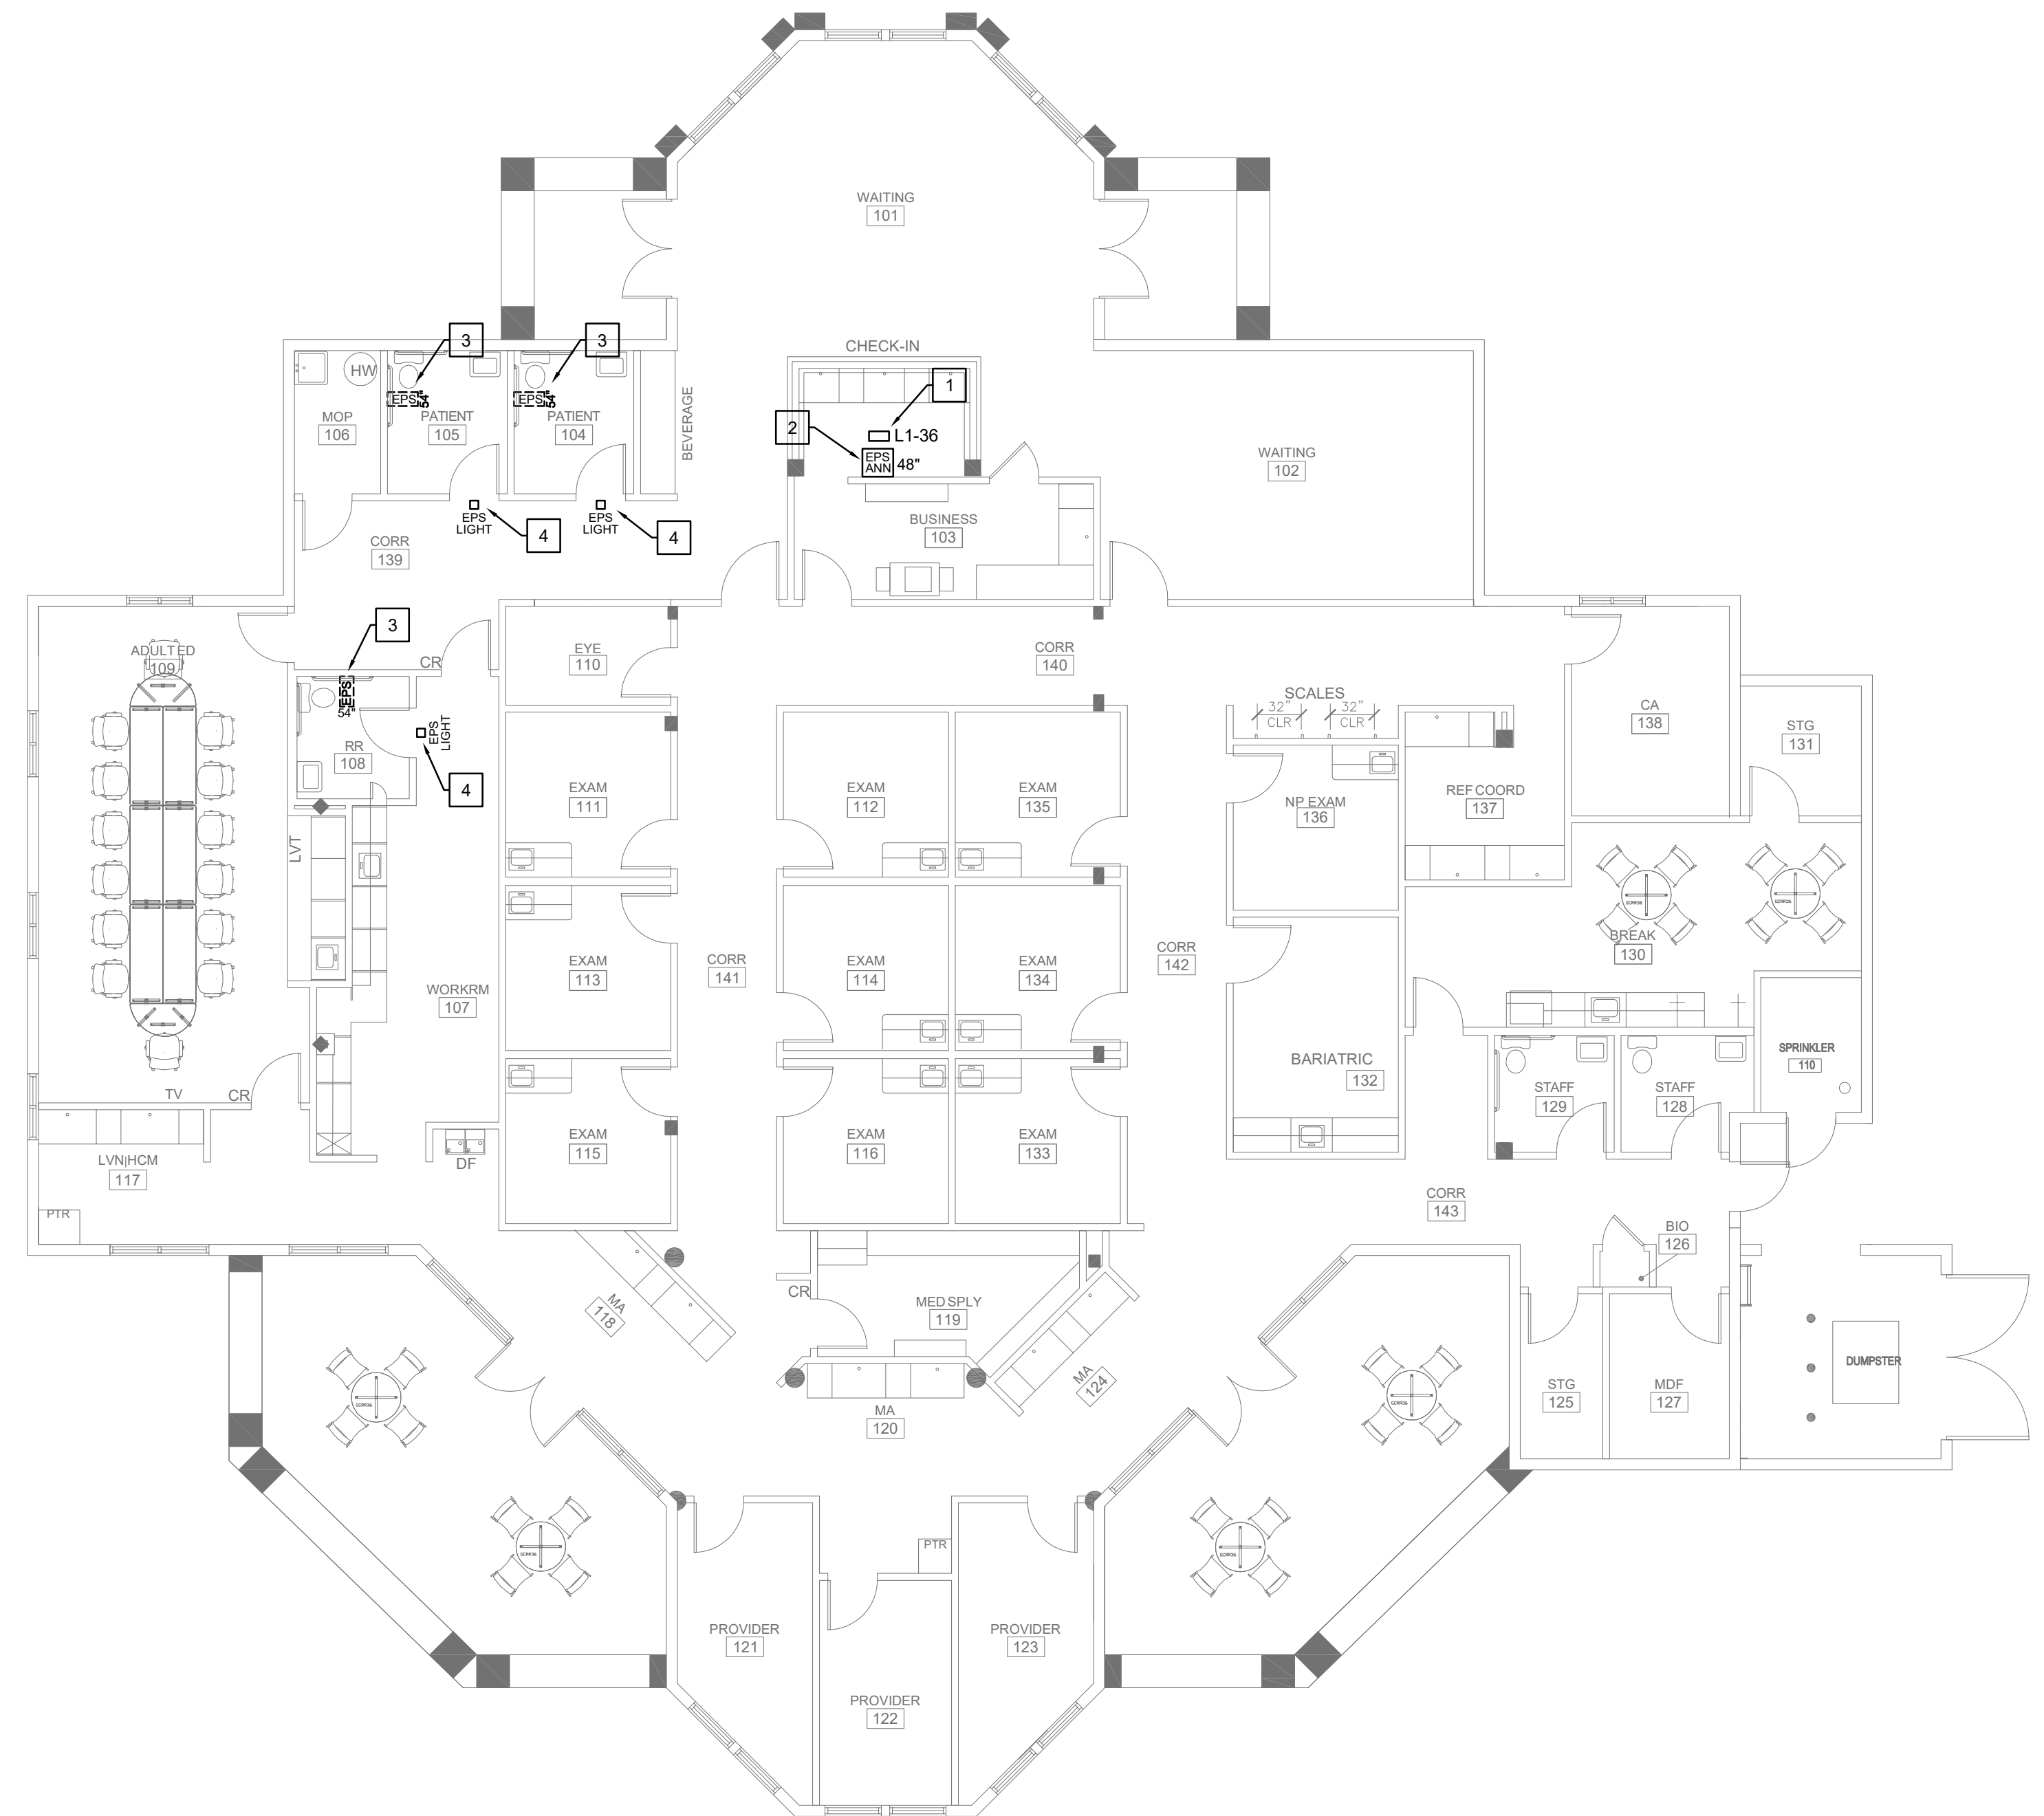 WAITING
101
3
3
CHECK-IN
HW
1
EPS
54"
EPS
54"
BEVERAGE
MOP
106
PATIENT
105
PATIENT
104
2
L1-36
EPS
ANN
48"
WAITING
102
EPS
LIGHT
4
EPS
LIGHT
4
BUSINESS
103
CORR
139
3
ADULT ED
109
CR
EYE
110
CORR
140
EPS
54"
EPS
LIGHT
RR
108
4
SCALES
32"
CLR
32"
CLR
CA
138
STG
131
EXAM
111
EXAM
112
EXAM
135
NP EXAM
136
REF COORD
137
LVT
GCRR36
GCRR36
BREAK
130
CORR
141
CORR
142
EXAM
113
EXAM
114
EXAM
134
WORKRM
107
BARIATRIC
132
SPRINKLER
110
TV
CR
STAFF
129
STAFF
128
EXAM
115
EXAM
116
EXAM
133
LVN|HCM
117
DF
PTR
CORR
143
BIO
126
MA
118
CR
MED SPLY
119
MA
124
DUMPSTER
STG
125
MDF
127
GCRR36
GCRR36
MA
120
GCRR36
GCRR36
PTR
PROVIDER
121
PROVIDER
123
PROVIDER
122